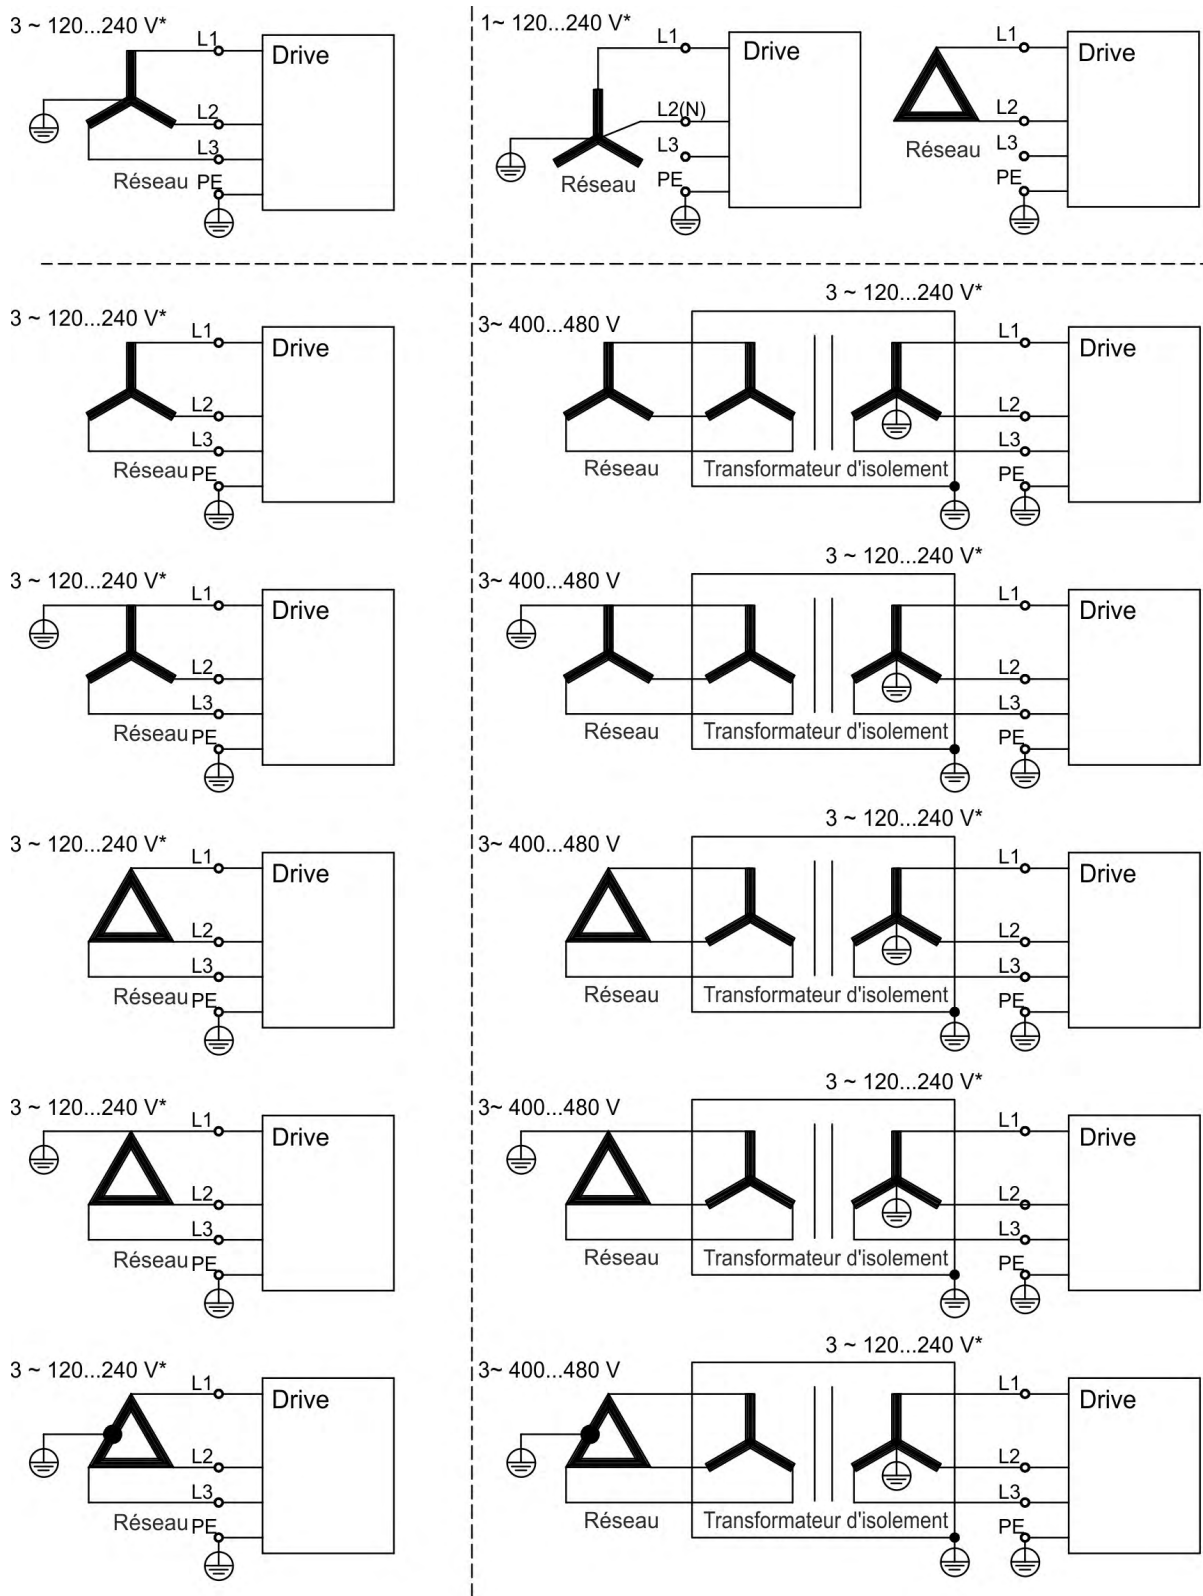 3 ~ 120...240 V*
L1
Drive
L2
L3
Réseau
PE
1~ 120...240 V*
L1
Drive
L2(N)
L3
Réseau
PE
L1
Drive
L2
Réseau
L3
PE
3 ~ 120...240 V*
L1
Drive
L2
L3
Réseau
PE
3 ~ 120...240 V*
3~ 400...480 V
L1
Drive
L2
L3
Réseau
Transformateur d'isolement
PE
3 ~ 120...240 V*
L1
Drive
L2
L3
Réseau
PE
3 ~ 120...240 V*
3~ 400...480 V
L1
Drive
L2
L3
Réseau
Transformateur d'isolement
PE
3 ~ 120...240 V*
L1
Drive
L2
L3
Réseau
PE
3 ~ 120...240 V*
3~ 400...480 V
L1
Drive
L2
L3
Réseau
Transformateur d'isolement
PE
3 ~ 120...240 V*
L1
Drive
L2
L3
Réseau
PE
3 ~ 120...240 V*
3~ 400...480 V
L1
Drive
L2
L3
Réseau
Transformateur d'isolement
PE
3 ~ 120...240 V*
L1
Drive
L2
L3
Réseau
PE
3 ~ 120...240 V*
3~ 400...480 V
L1
Drive
L2
L3
Réseau
Transformateur d'isolement
PE